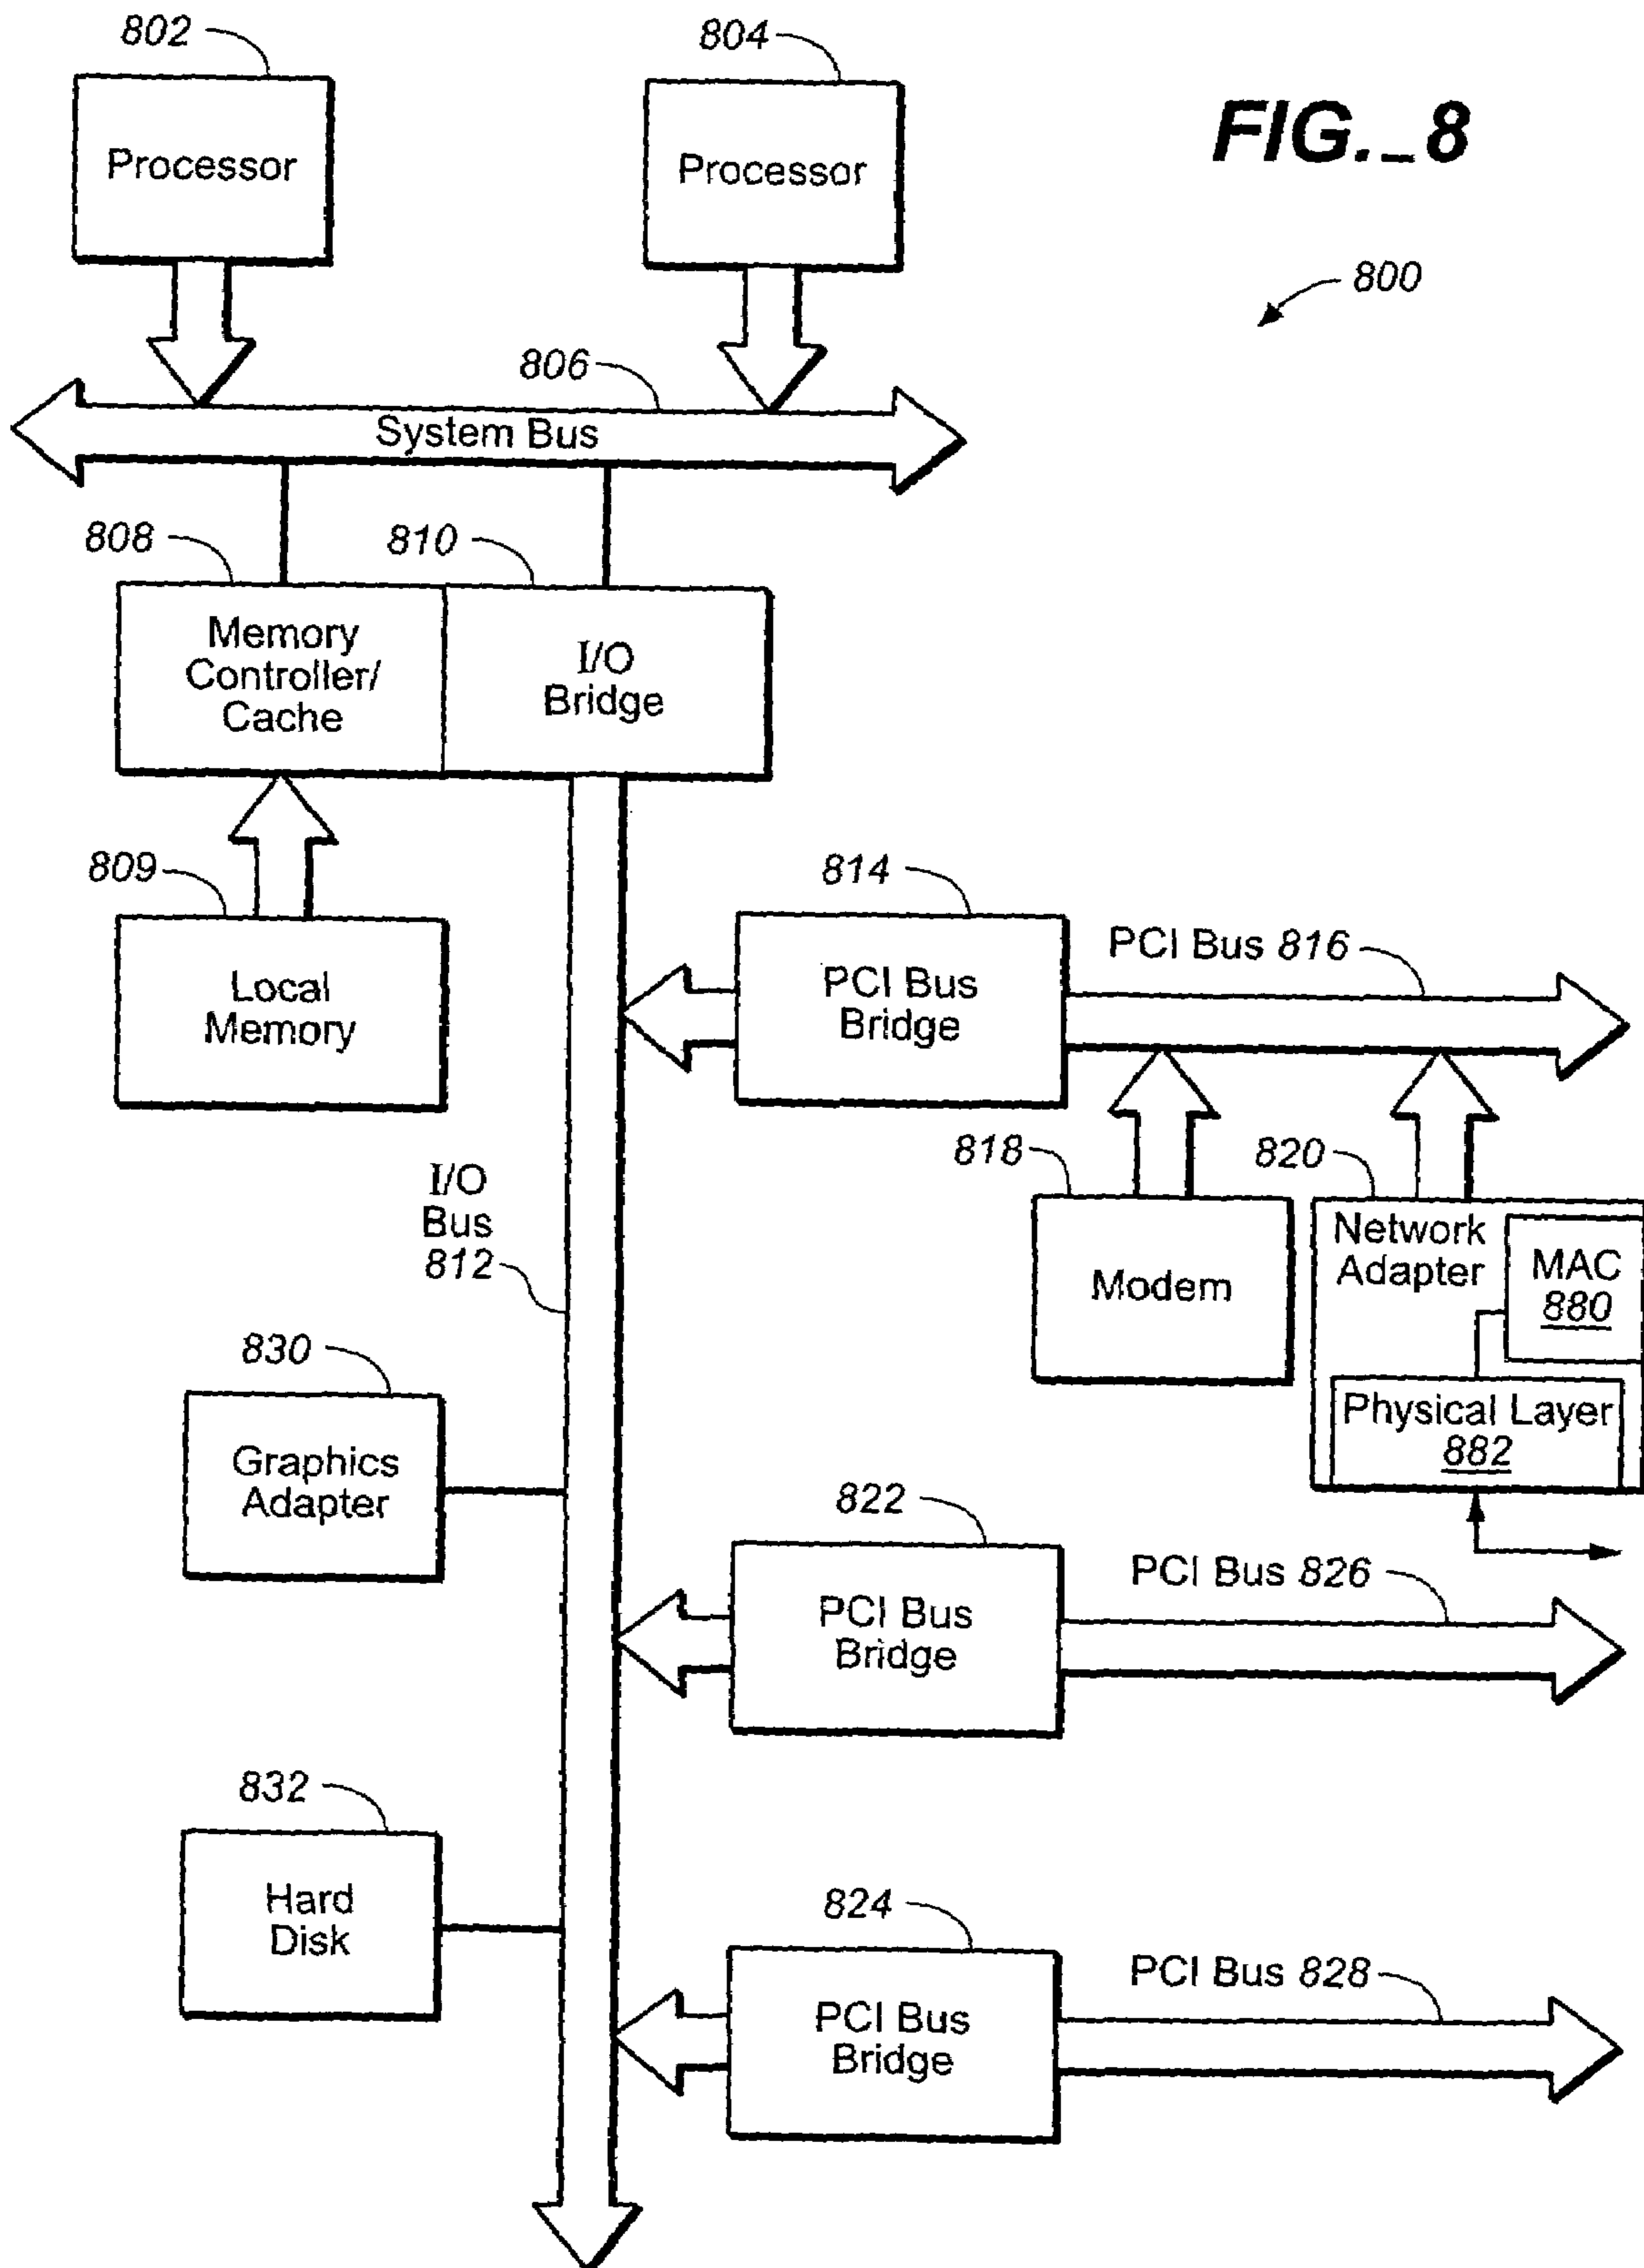 802
804
FIG._8
Processor
Processor
800
806
System Bus
808
810
Memory
Controller/
Cache
I/O
Bridge
809
814
Local
Memory
PCI Bus
Bridge
PCI Bus 816
818
820
I/O
Bus
812
Modem
Network
Adapter
MAC
880
830
Physical Layer
882
Graphics
Adapter
822
PCI Bus 826
PCI Bus
Bridge
832
824
Hard
Disk
PCI Bus 828
PCI Bus
Bridge